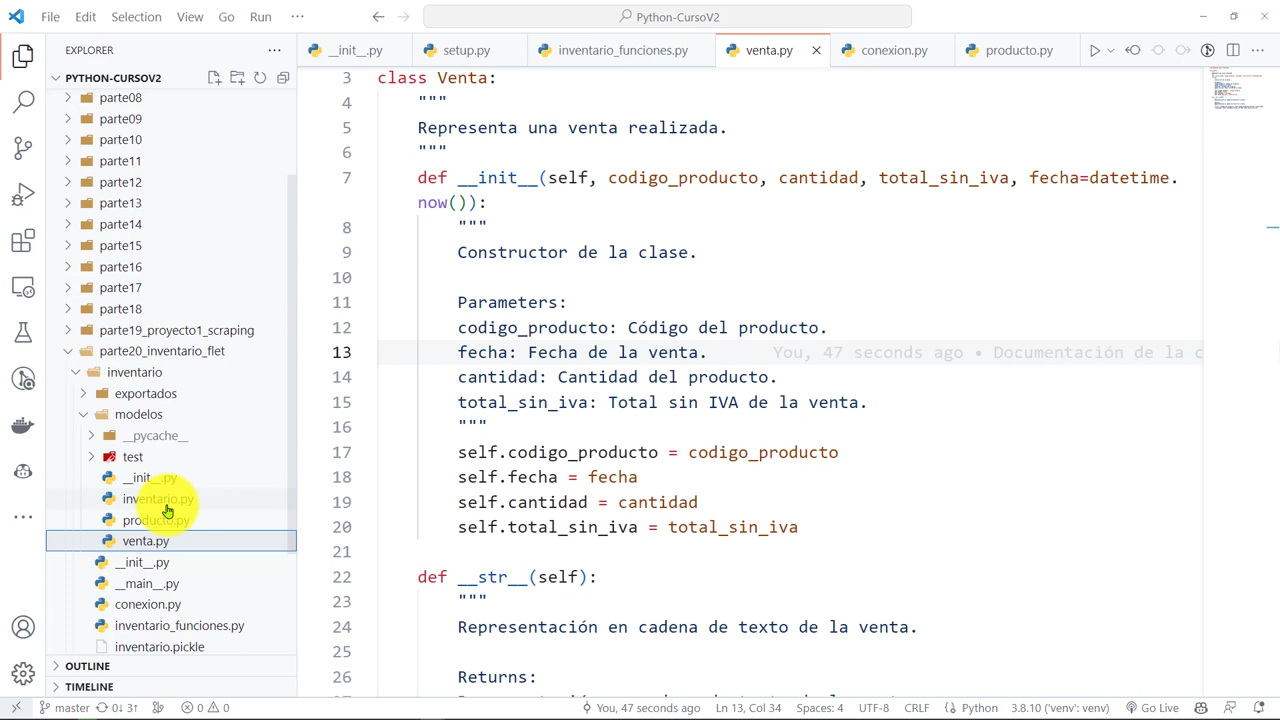 File Edit Selection View Go Run ··· Python-CursoV2
EXPLORER ···
__init__.py setup.py inventario_funciones.py venta.py conexion.py producto.py
PYTHON-CURSOV2
parte08
parte09
parte10
parte11
parte12
parte13
parte14
parte15
parte16
parte17
parte18
parte19_proyecto1_scraping
parte20_inventario_flet
inventario
exportados
modelos
__pycache__
test
__init__.py
inventario.py
producto.py
venta.py
__init__.py
__main__.py
conexion.py
inventario_funciones.py
inventario.pickle
OUTLINE
TIMELINE
3 class Venta:
4 """
5 Representa una venta realizada.
6 """
7 def __init__(self, codigo_producto, cantidad, total_sin_iva, fecha=datetime.
now()):
8 """
9 Constructor de la clase.
10
11 Parameters:
12 codigo_producto: Código del producto.
13 fecha: Fecha de la venta. You, 47 seconds ago • Documentación de la c
14 cantidad: Cantidad del producto.
15 total_sin_iva: Total sin IVA de la venta.
16 """
17 self.codigo_producto = codigo_producto
18 self.fecha = fecha
19 self.cantidad = cantidad
20 self.total_sin_iva = total_sin_iva
21
22 def __str__(self):
23 """
24 Representación en cadena de texto de la venta.
25
26 Returns:
master 0↓ 3↑ 0 0 You, 47 seconds ago Ln 13, Col 34 Spaces: 4 UTF-8 CRLF Python 3.8.10 ('venv': venv) Go Live